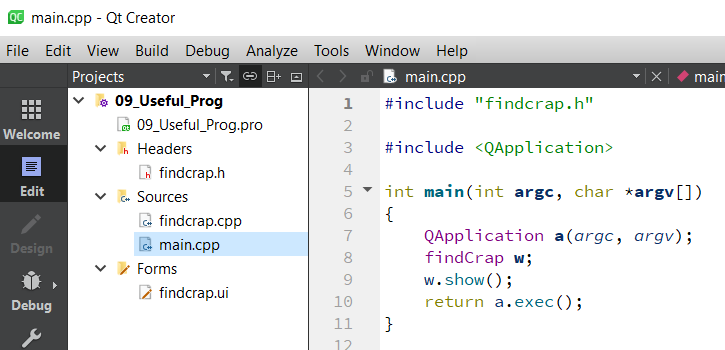 QC main.cpp - Qt Creator
File Edit View Build Debug Analyze Tools Window Help
Projects
main.cpp
main
Welcome
Edit
Design
Debug
09_Useful_Prog
09_Useful_Prog.pro
Headers
findcrap.h
Sources
findcrap.cpp
main.cpp
Forms
findcrap.ui
1 #include "findcrap.h"
2
3 #include <QApplication>
4
5 int main(int argc, char *argv[])
6 {
7 QApplication a(argc, argv);
8 findCrap w;
9 w.show();
10 return a.exec();
11 }
12